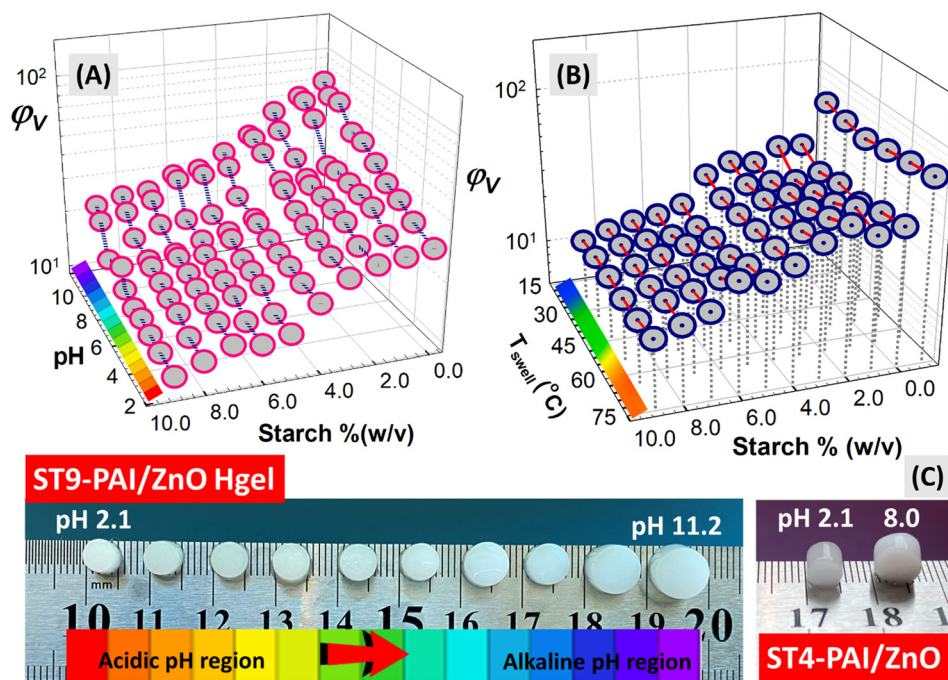 (A)
10²
φV
10¹
10
8
6
4
2
pH
10.0
8.0
6.0
4.0
2.0
0.0
Starch %(w/v)
(B)
10²
φV
10¹
15
30
45
60
75
T swell (°C)
10.0
8.0
6.0
4.0
2.0
0.0
Starch % (w/v)
ST9-PAI/ZnO Hgel
pH 2.1
pH 11.2
mm
10 11 12 13 14 15 16 17 18 19 20
Acidic pH region
Alkaline pH region
(C)
pH 2.1 8.0
17 18 1
ST4-PAI/ZnO